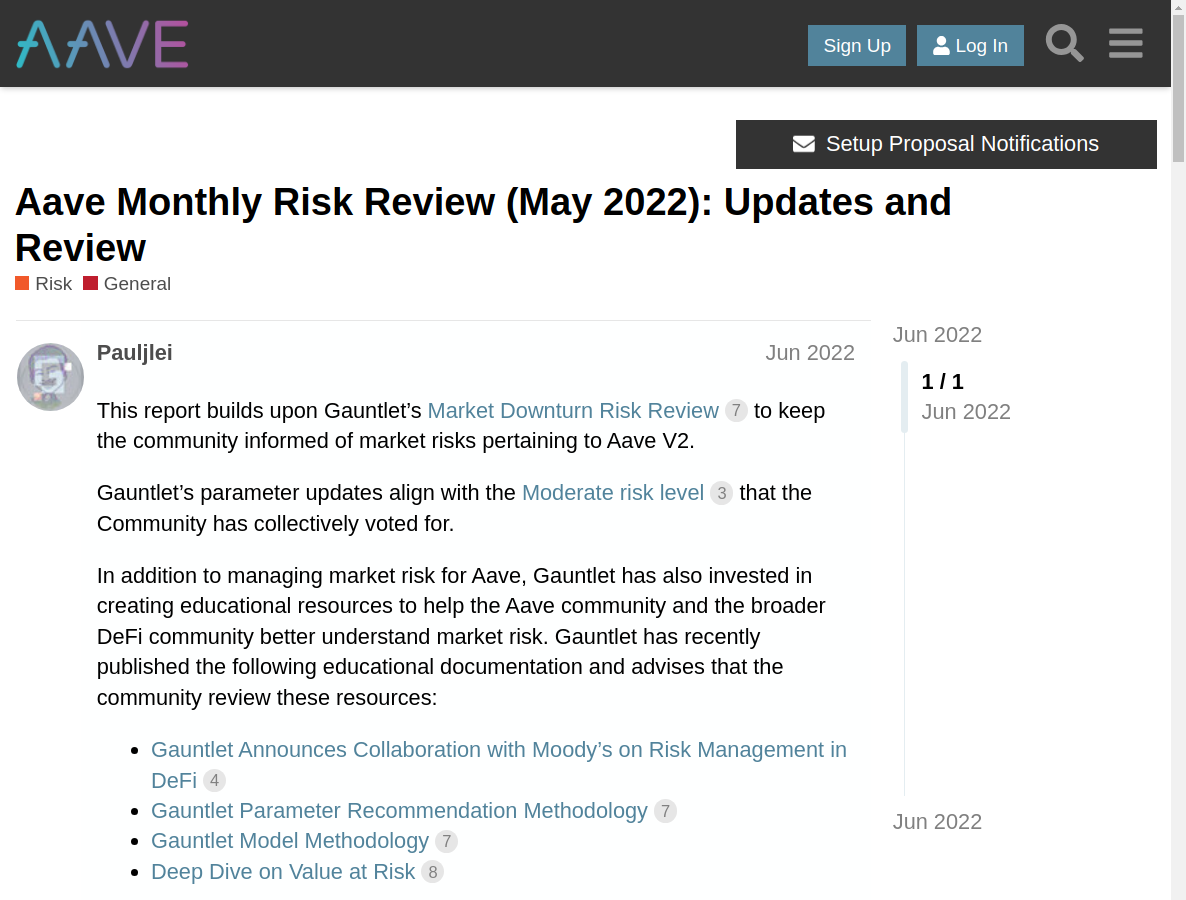 AAVE
Sign Up
Log In
Setup Proposal Notifications
Aave Monthly Risk Review (May 2022): Updates and
Review
Risk General
Pauljlei
Jun 2022
This report builds upon Gauntlet’s Market Downturn Risk Review 7 to keep
the community informed of market risks pertaining to Aave V2.
Gauntlet’s parameter updates align with the Moderate risk level 3 that the
Community has collectively voted for.
In addition to managing market risk for Aave, Gauntlet has also invested in
creating educational resources to help the Aave community and the broader
DeFi community better understand market risk. Gauntlet has recently
published the following educational documentation and advises that the
community review these resources:
Gauntlet Announces Collaboration with Moody’s on Risk Management in
DeFi 4
Gauntlet Parameter Recommendation Methodology 7
Gauntlet Model Methodology 7
Deep Dive on Value at Risk 8
Jun 2022
1 / 1
Jun 2022
Jun 2022